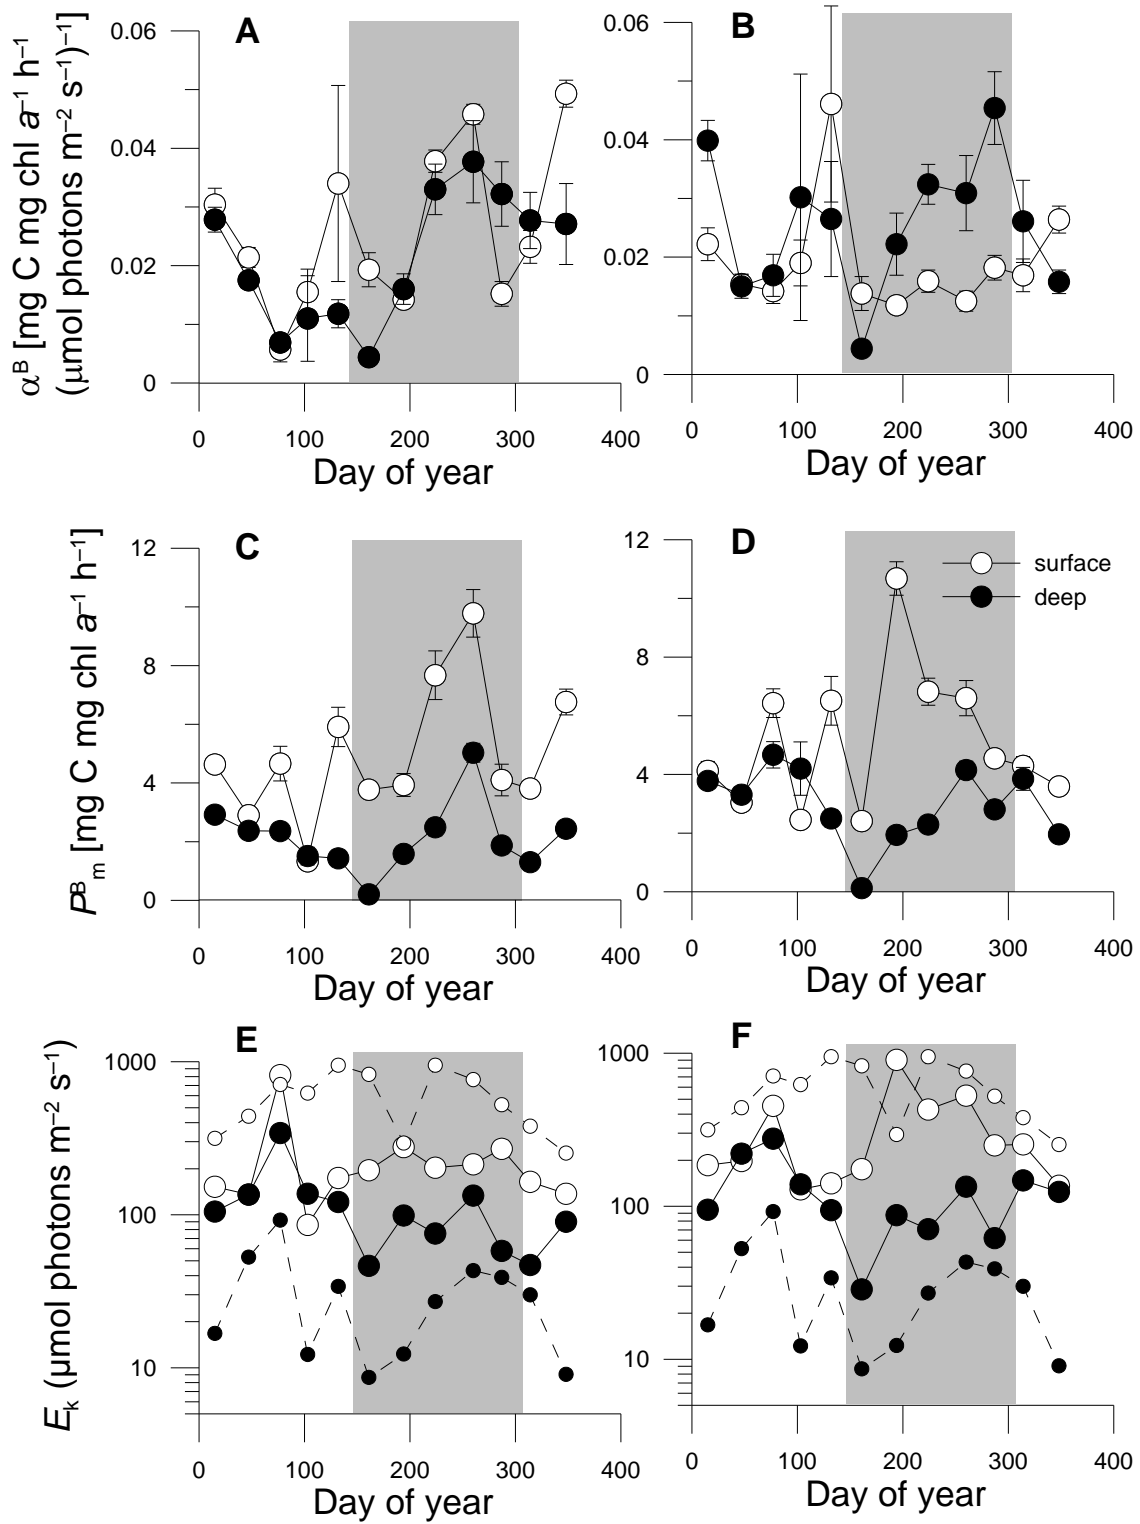 A
α^B [mg C mg chl a⁻¹ h⁻¹
(µmol photons m⁻² s⁻¹)⁻¹]
0.06
0.04
0.02
0
0 100 200 300 400
Day of year
B
0.06
0.04
0.02
0
0 100 200 300 400
Day of year
C
P^B_m [mg C mg chl a⁻¹ h⁻¹]
12
8
4
0
0 100 200 300 400
Day of year
D
surface
deep
12
8
4
0
0 100 200 300 400
Day of year
E
E_k (µmol photons m⁻² s⁻¹)
1000
100
10
0 100 200 300 400
Day of year
F
1000
100
10
0 100 200 300 400
Day of year